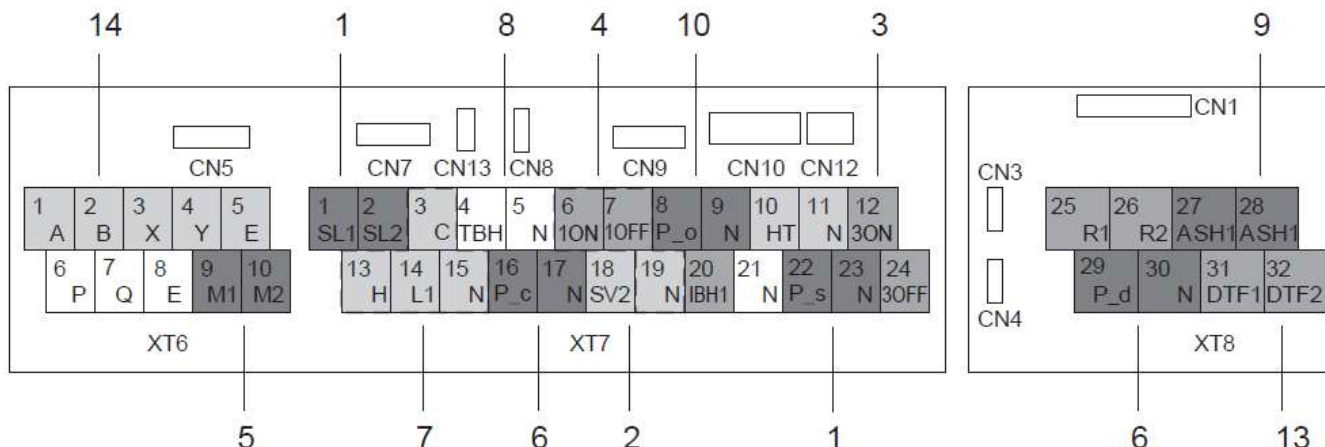 14 1 8 4 10 3 9
CN1
CN5 CN7 CN13 CN8 CN9 CN10 CN12 CN3
1 2 3 4 5 1 2 3 4 5 6 7 8 9 10 11 12 25 26 27 28
A B X Y E SL1 SL2 C TBH N 1ON 1OFF P_o N HT N 3ON R1 R2 ASH1 ASH1
6 7 8 9 10 13 14 15 16 17 18 19 20 21 22 23 24 29 30 31 32
P Q E M1 M2 H L1 N P_c N SV2 N IBH1 N P_s N 3OFF P_d N DTF1 DTF2
CN4
XT6 XT7 XT8
5 7 6 2 1 6 13